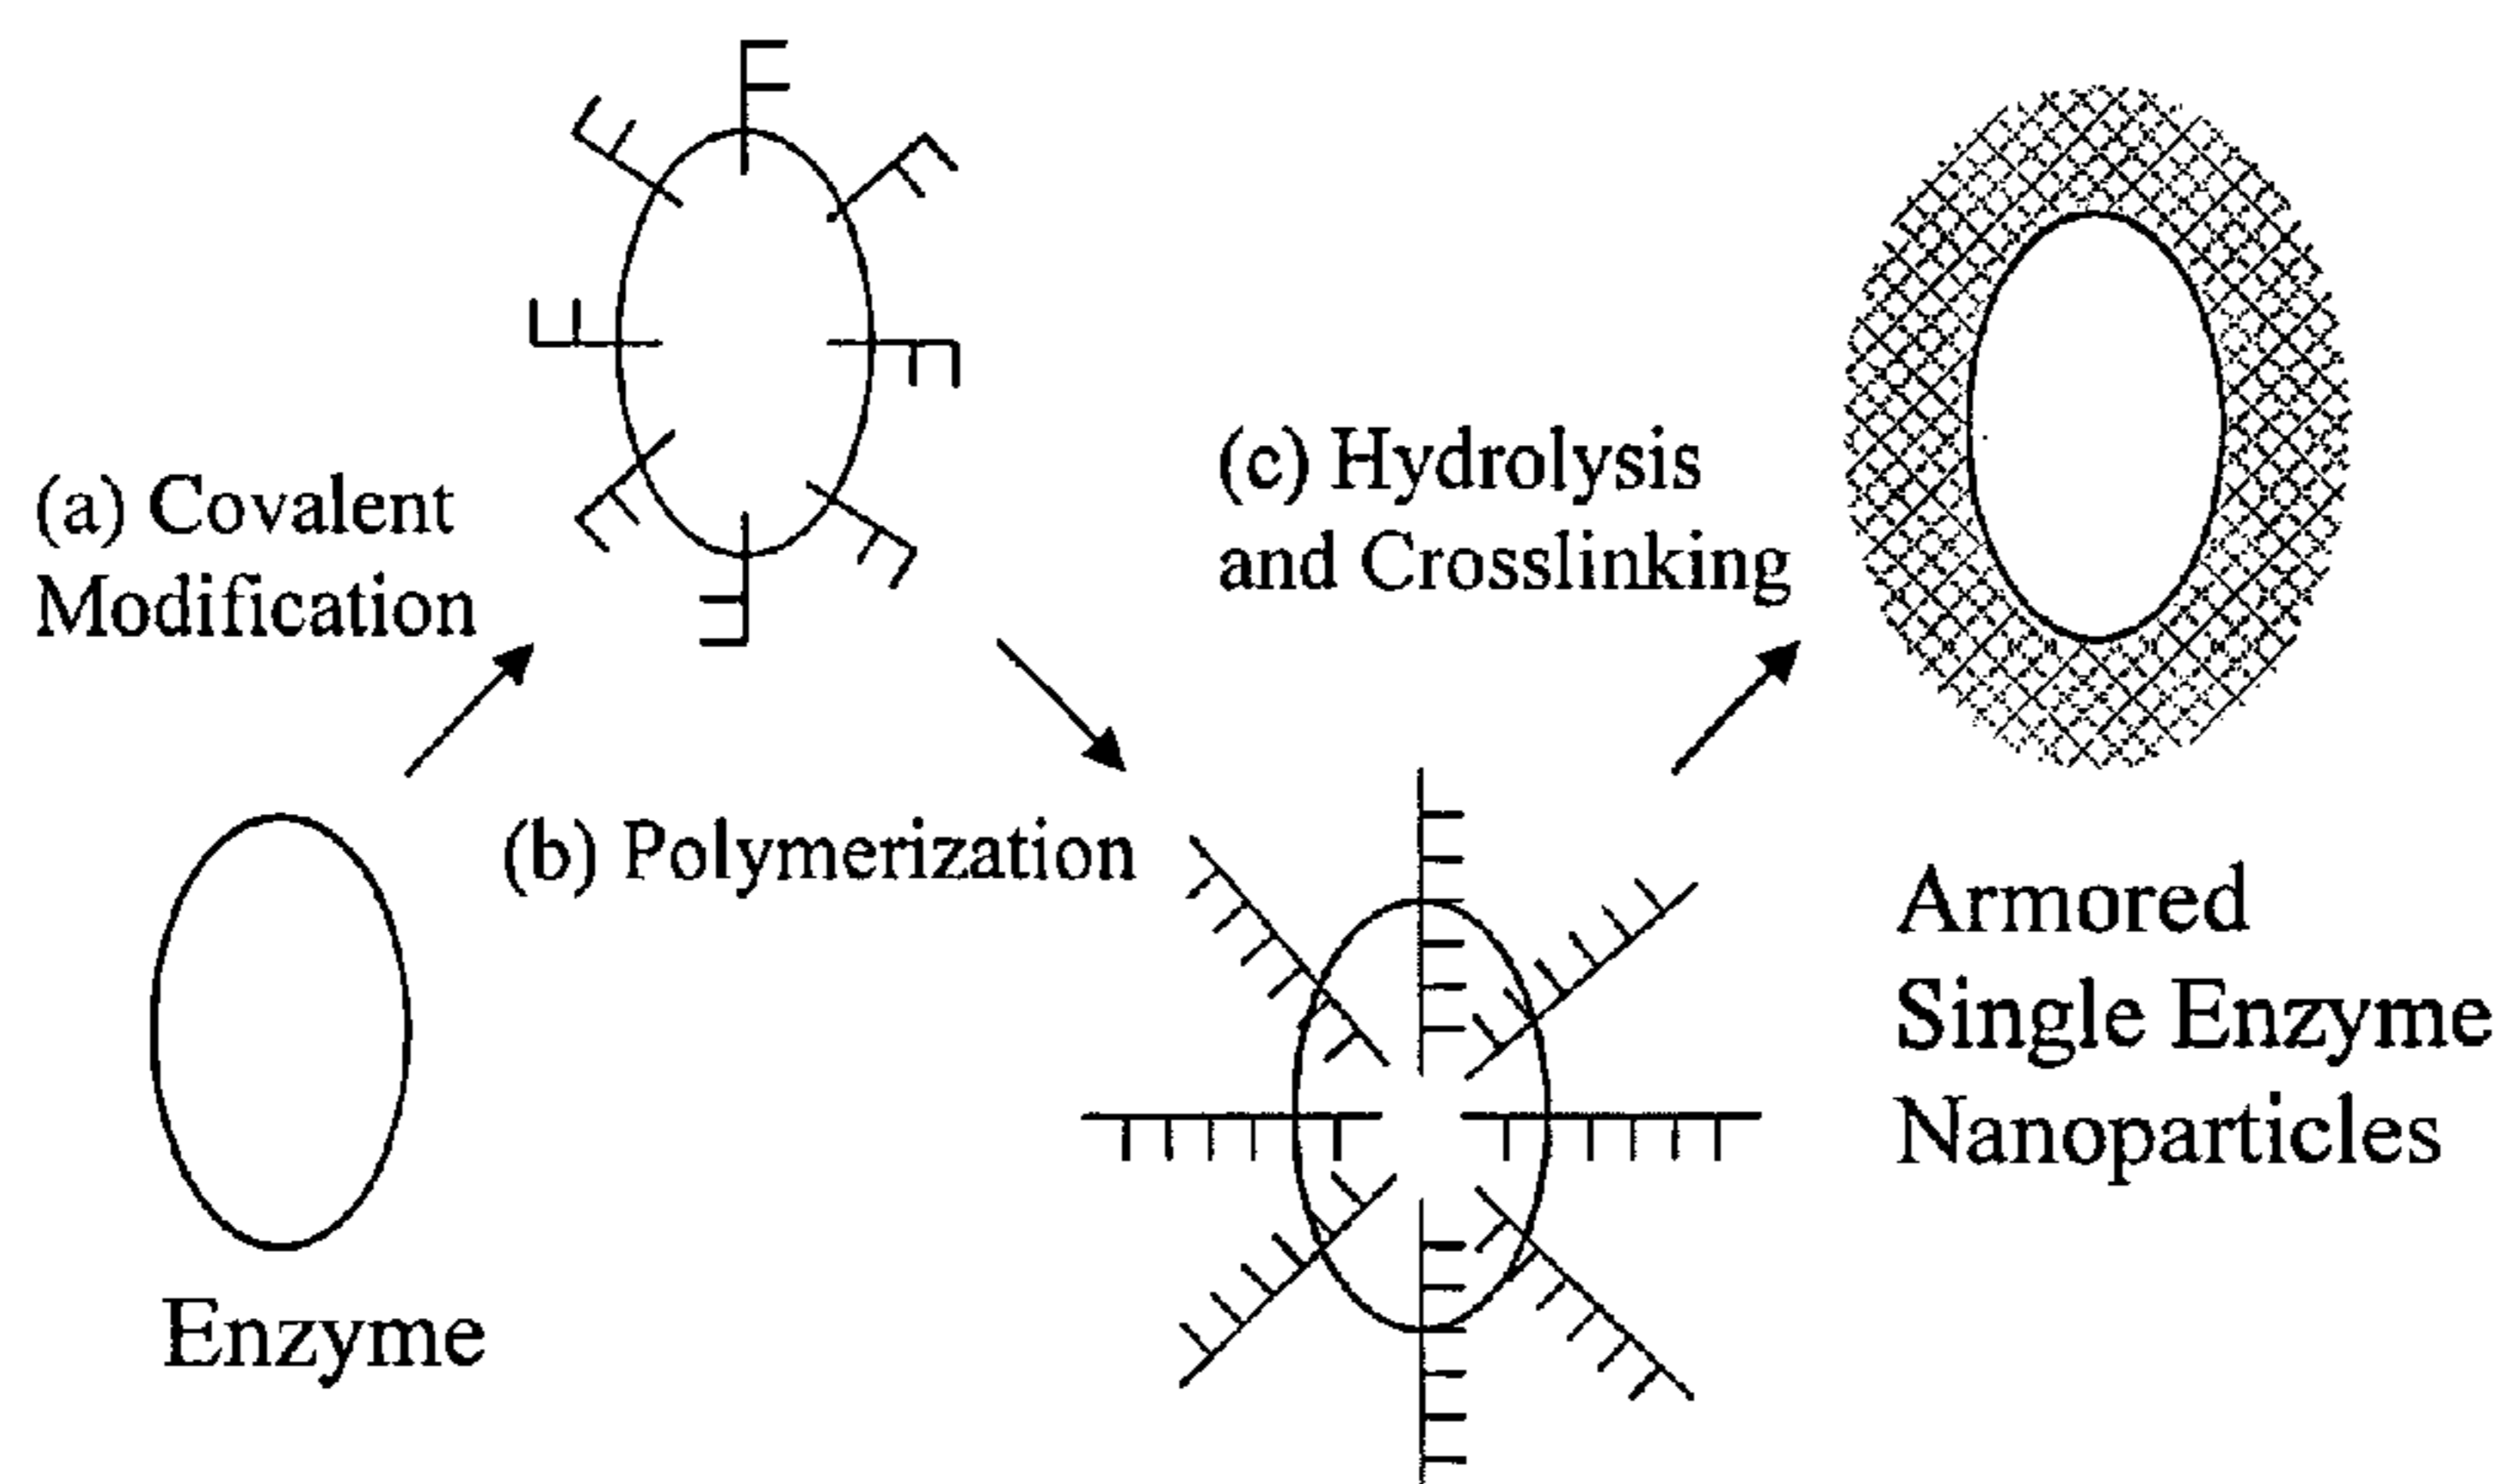 (a) Covalent
Modification
(b) Polymerization
(c) Hydrolysis
and Crosslinking
Enzyme
Armored
Single Enzyme
Nanoparticles